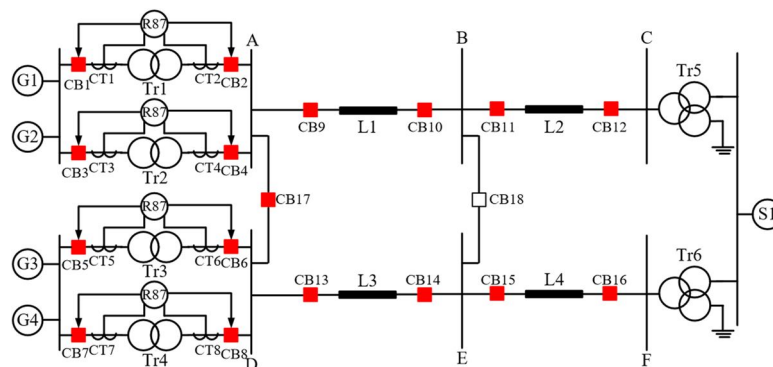 R87
A
B
C
CB1
CT1
Tr1
CT2
CB2
G1
Tr5
R87
CB9
L1
CB10
CB11
L2
CB12
G2
CB3
CT3
Tr2
CT4
CB4
CB17
CB18
S1
R87
CB5
CT5
Tr3
CT6
CB6
G3
Tr6
CB13
L3
CB14
CB15
L4
CB16
R87
G4
CB7
CT7
Tr4
CT8
CB8
D
E
F